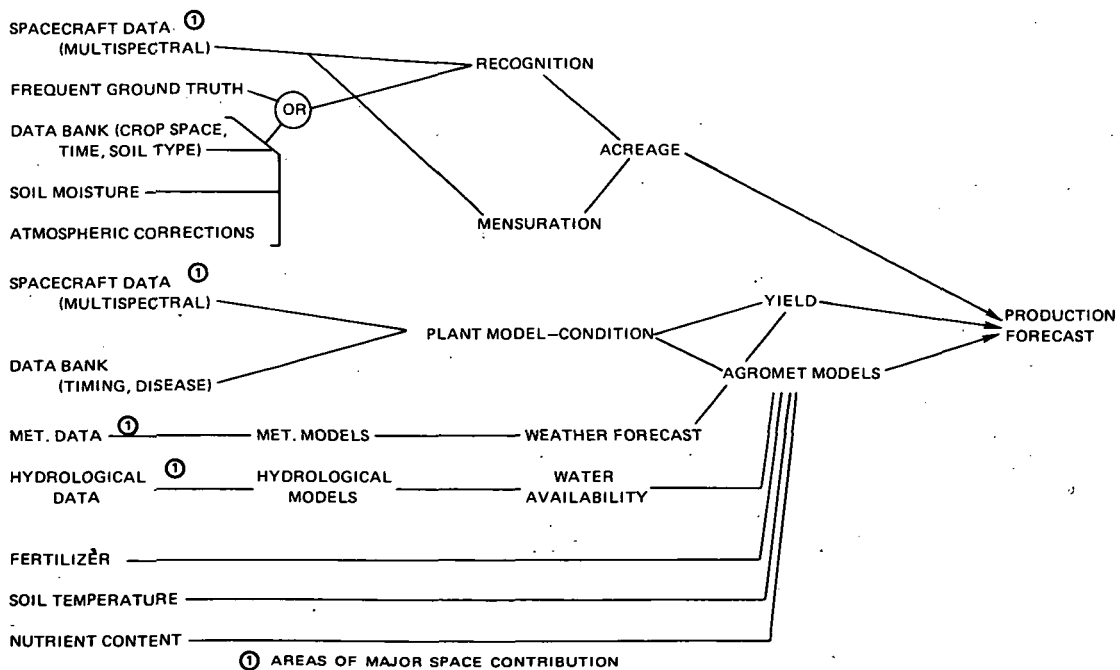 SPACECRAFT DATA ①
(MULTISPECTRAL)
RECOGNITION
FREQUENT GROUND TRUTH
OR
DATA BANK (CROP SPACE,
TIME, SOIL TYPE)
ACREAGE
SOIL MOISTURE
MENSURATION
ATMOSPHERIC CORRECTIONS
SPACECRAFT DATA ①
(MULTISPECTRAL)
YIELD
PRODUCTION
FORECAST
PLANT MODEL—CONDITION
DATA BANK
(TIMING, DISEASE)
AGROMET MODELS
MET. DATA ①
MET. MODELS
WEATHER FORECAST
HYDROLOGICAL ①
DATA
HYDROLOGICAL
MODELS
WATER
AVAILABILITY
FERTILIZER
SOIL TEMPERATURE
NUTRIENT CONTENT
① AREAS OF MAJOR SPACE CONTRIBUTION